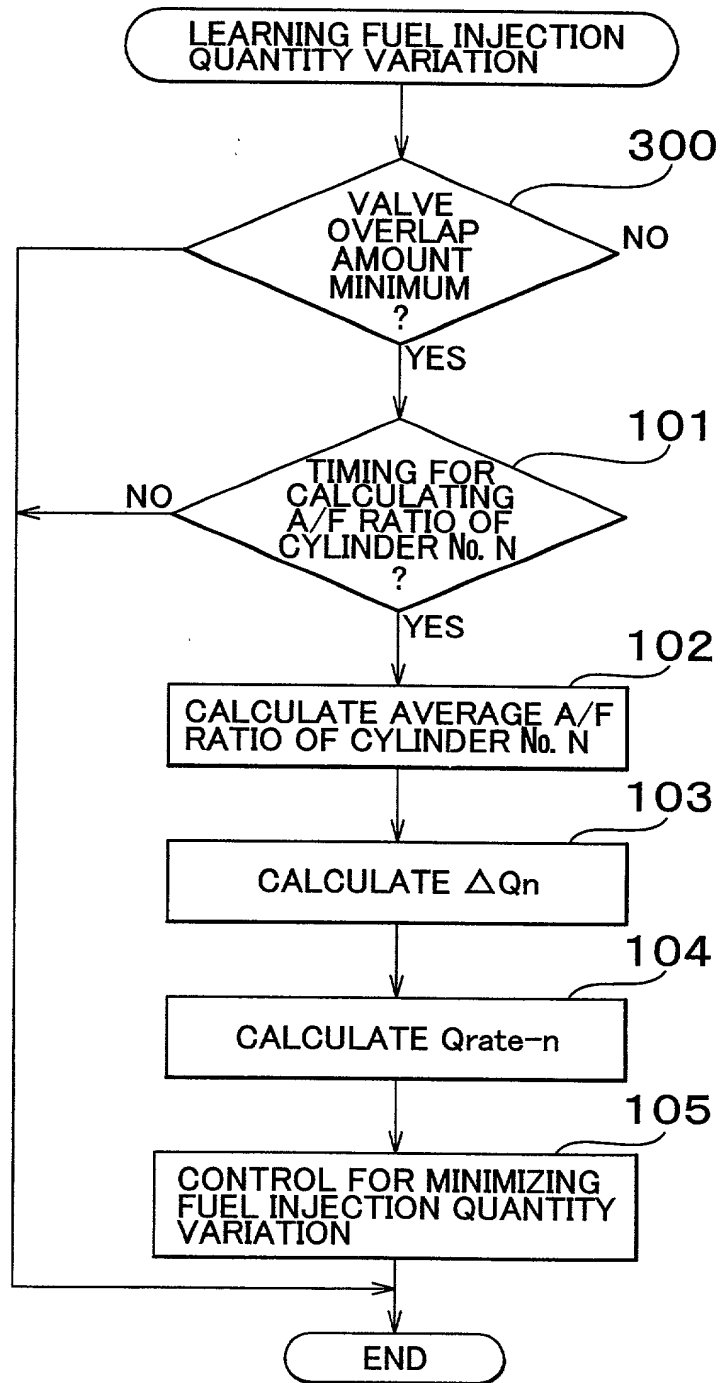 LEARNING FUEL INJECTION
QUANTITY VARIATION
300
VALVE
OVERLAP
AMOUNT
MINIMUM
?
NO
YES
101
TIMING FOR
CALCULATING
A/F RATIO OF
CYLINDER No. N
?
NO
YES
102
CALCULATE AVERAGE A/F
RATIO OF CYLINDER No. N
103
CALCULATE △Qn
104
CALCULATE Qrate-n
105
CONTROL FOR MINIMIZING
FUEL INJECTION QUANTITY
VARIATION
END